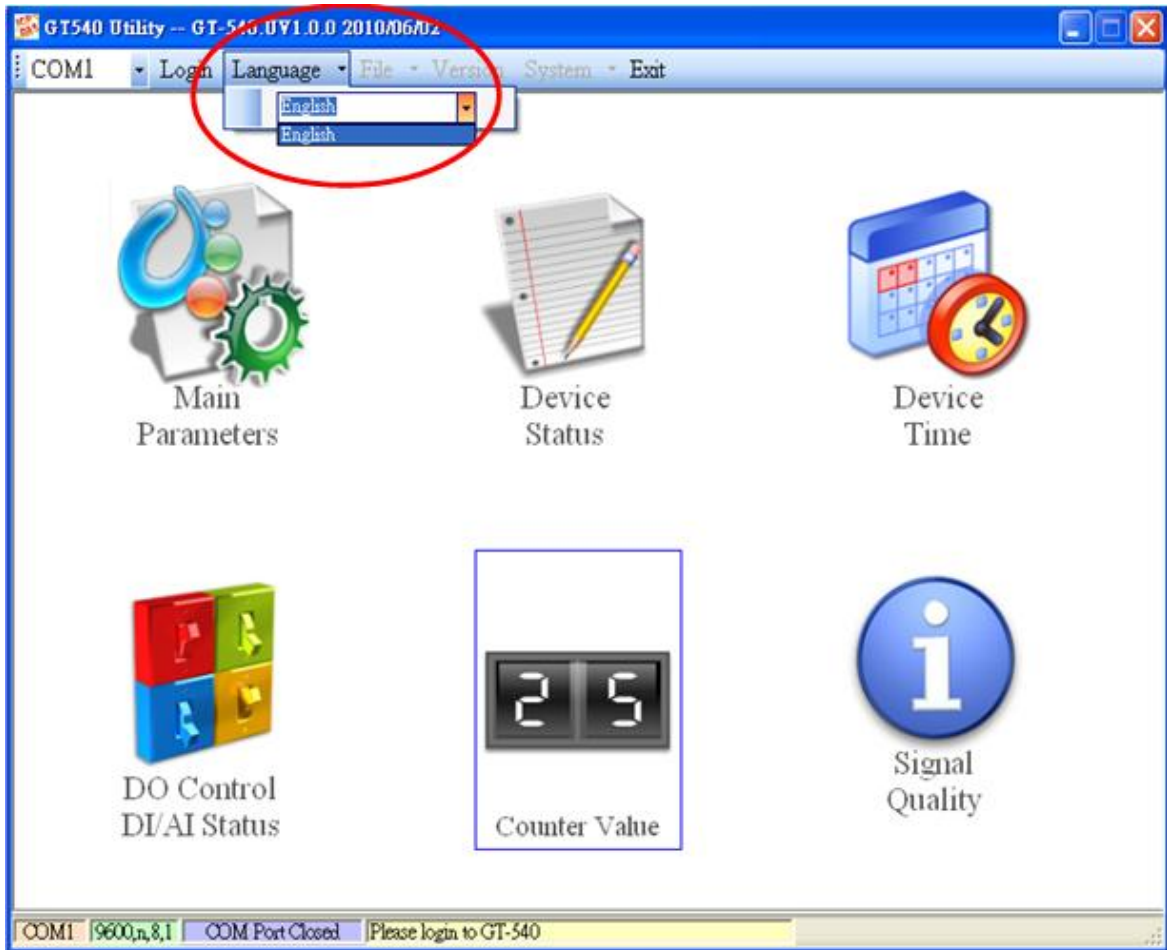 GT540 Utility -- GT-540.UV1.0.0 2010/06/02
COM1 Login Language File Version System Exit
English
English
Main
Parameters
Device
Status
Device
Time
DO Control
DI/AI Status
25
Counter Value
Signal
Quality
COM1 9600,n,8,1 COM Port Closed Please login to GT-540